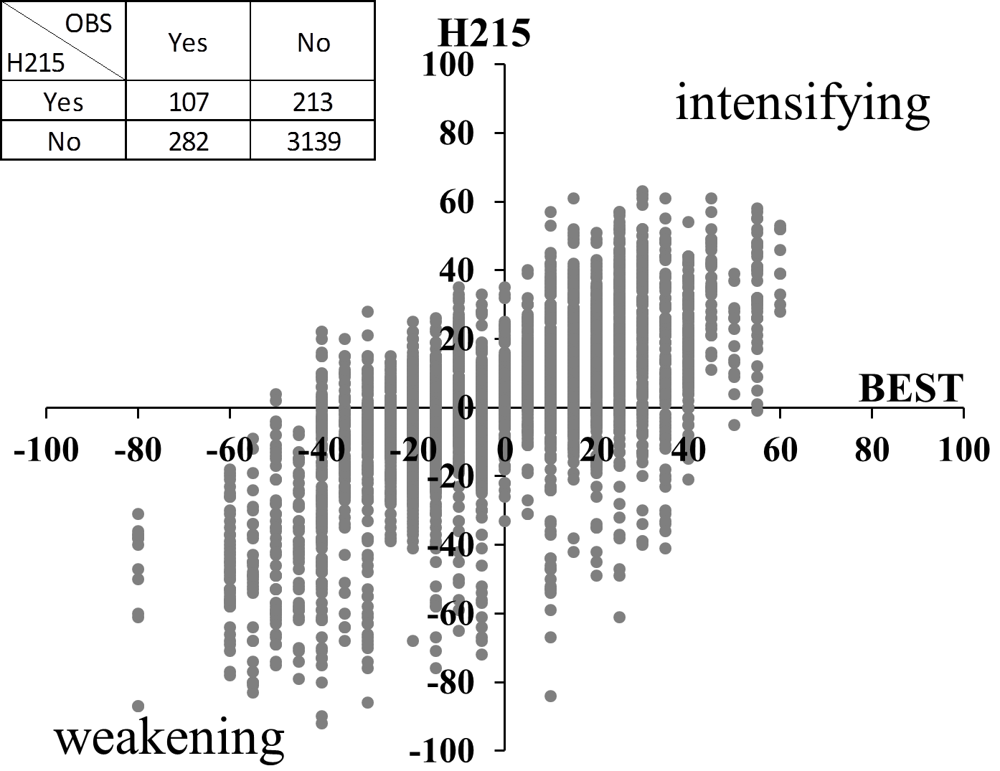 OBS
H215
Yes No
Yes 107 213
No 282 3139
H215
100
intensifying
80
60
40
20
BEST
0
-100 -80 -60 -40 -20 0 20 40 60 80 100
-20
-40
-60
-80
weakening
-100